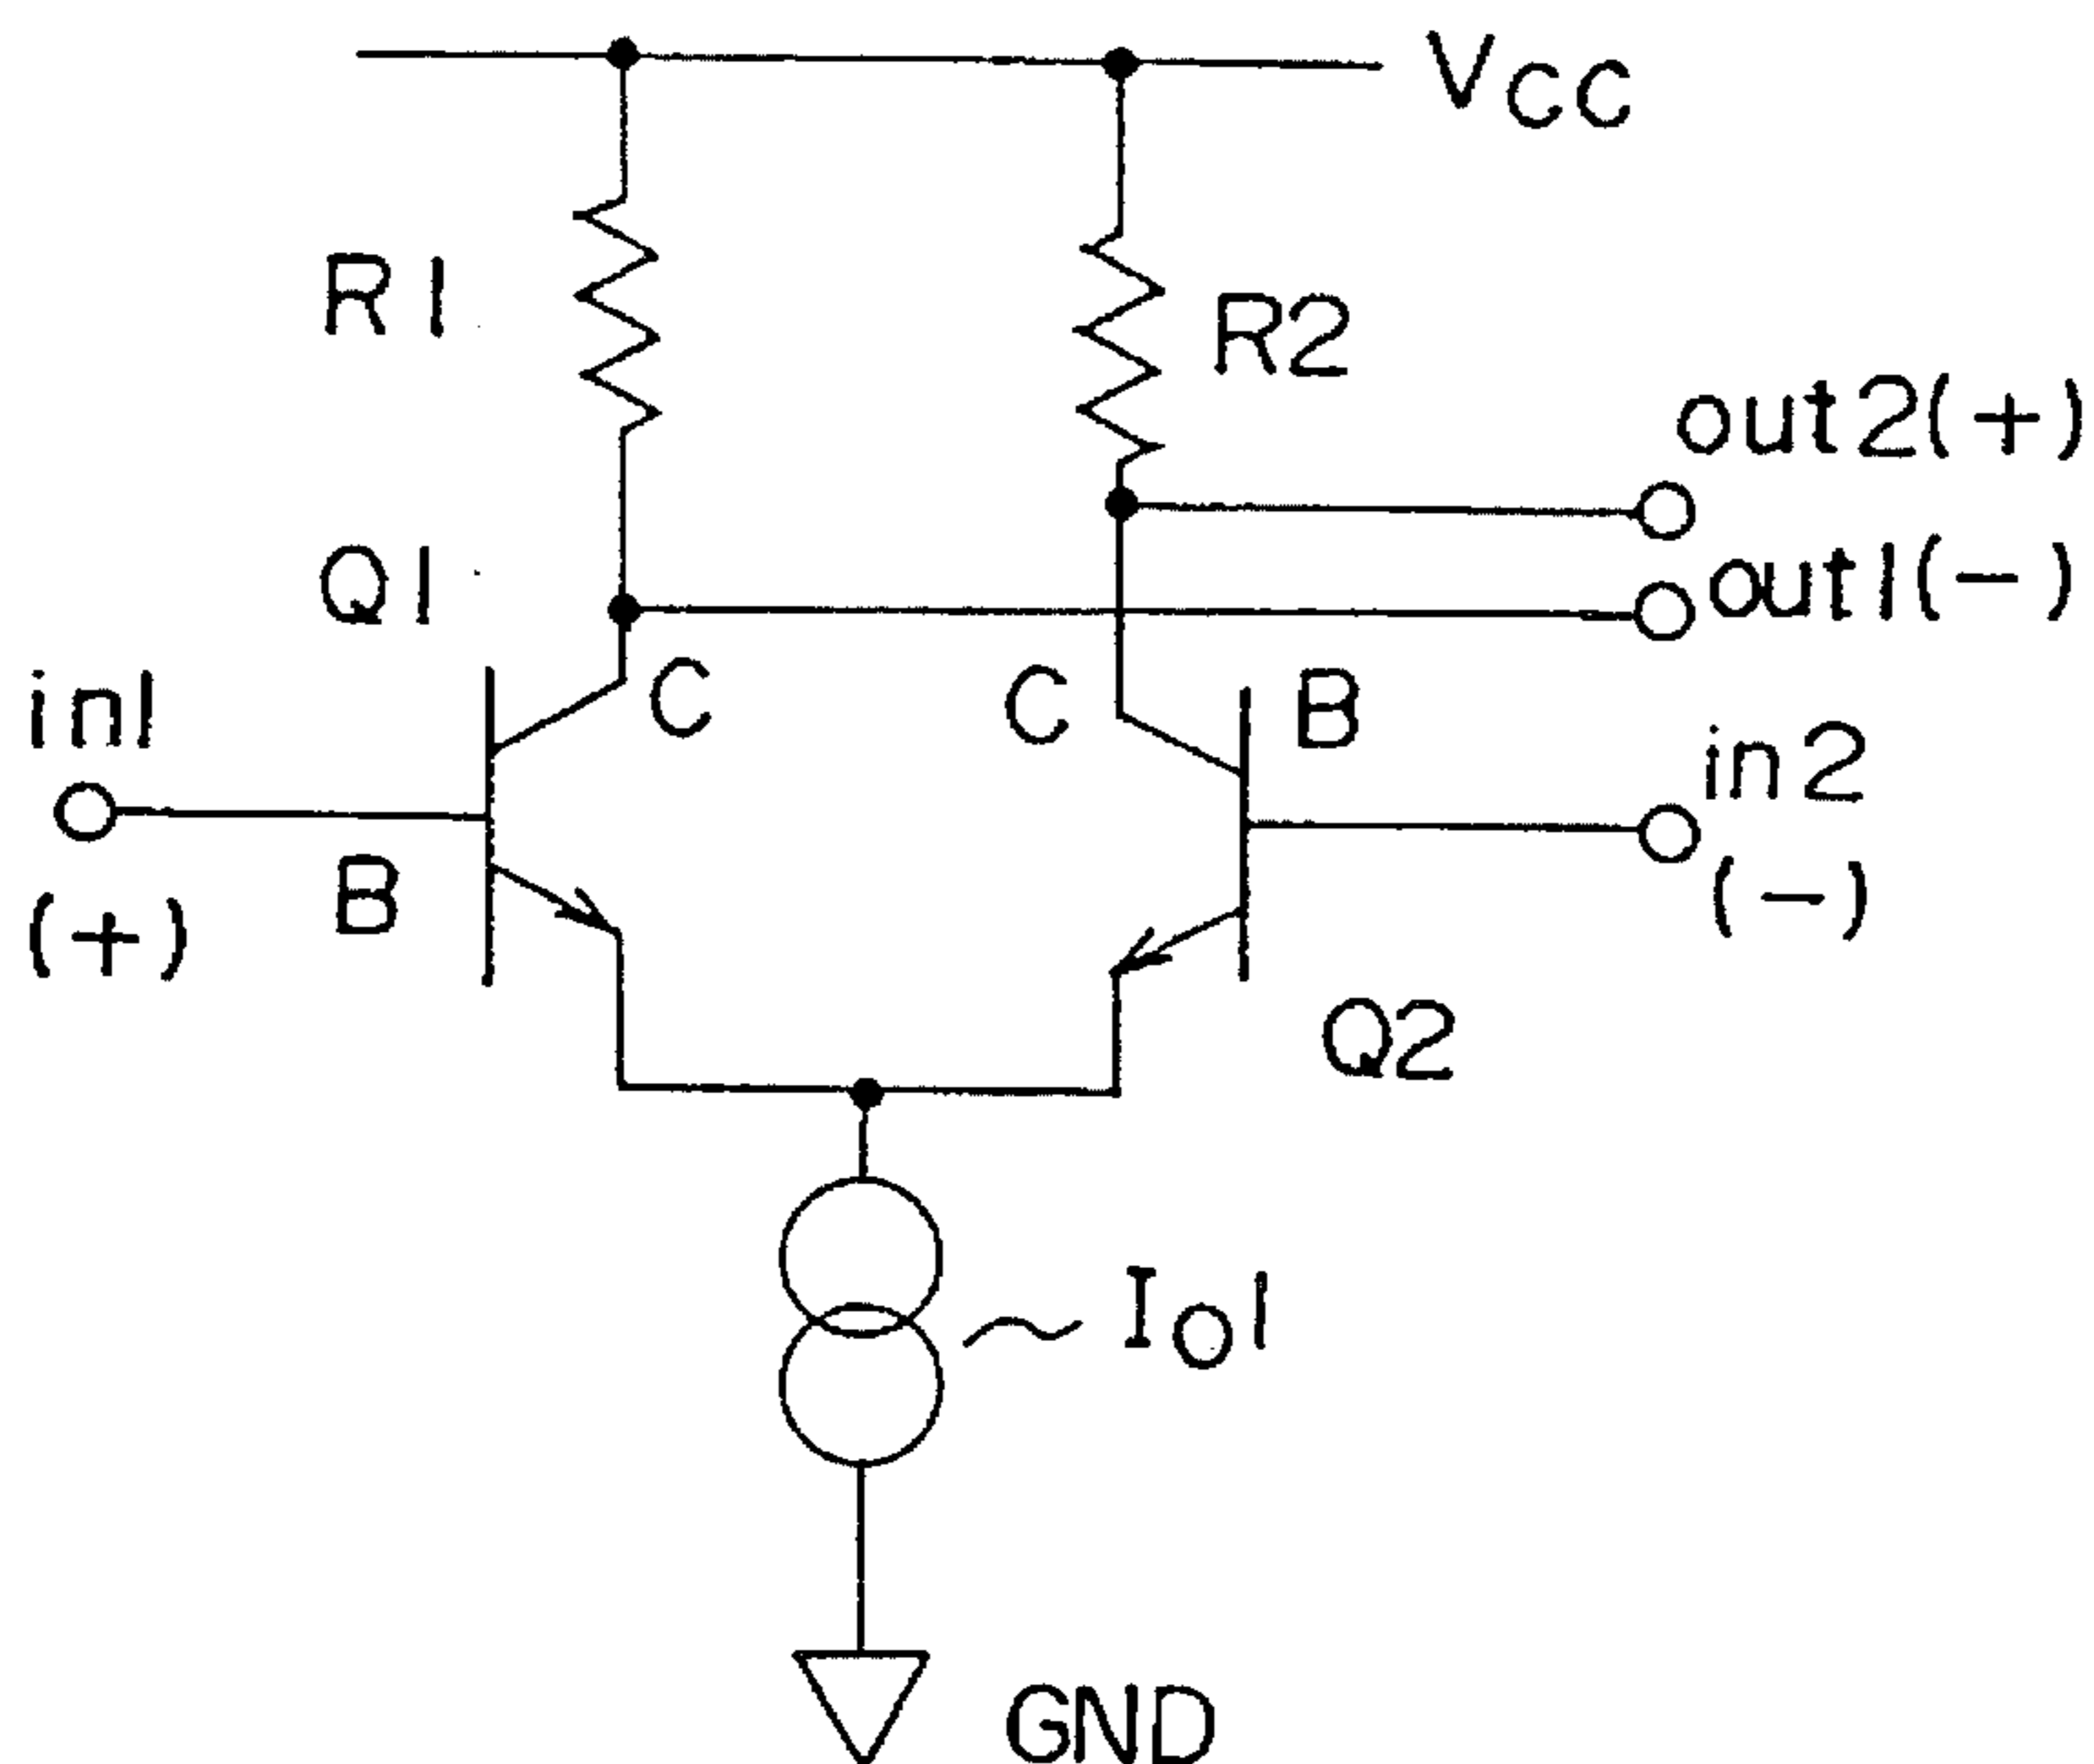 Vcc
R1
R2
out2(+)
Q1
out1(-)
in1
C
C
B
in2
B
(+)
(-)
Q2
Io1
GND